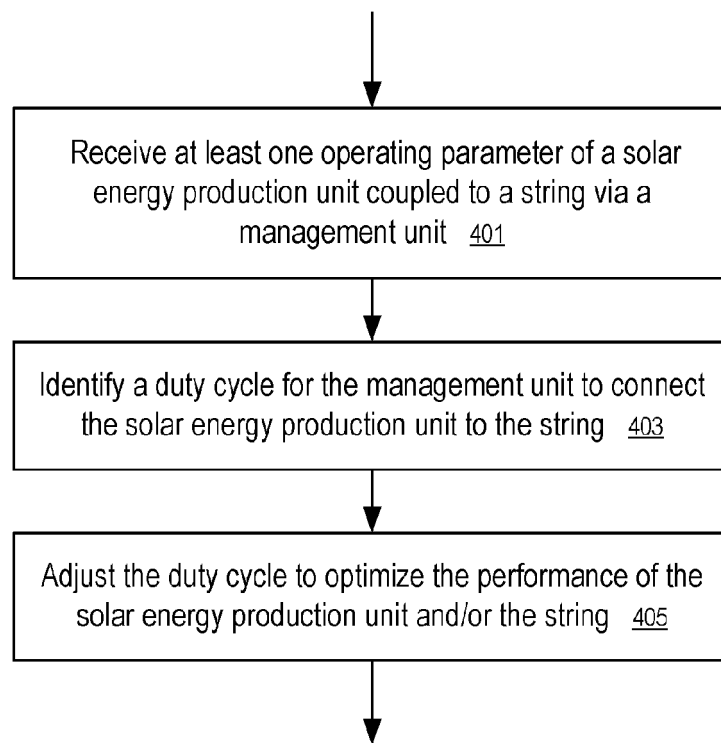 Receive at least one operating parameter of a solar
energy production unit coupled to a string via a
management unit 401
Identify a duty cycle for the management unit to connect
the solar energy production unit to the string 403
Adjust the duty cycle to optimize the performance of the
solar energy production unit and/or the string 405